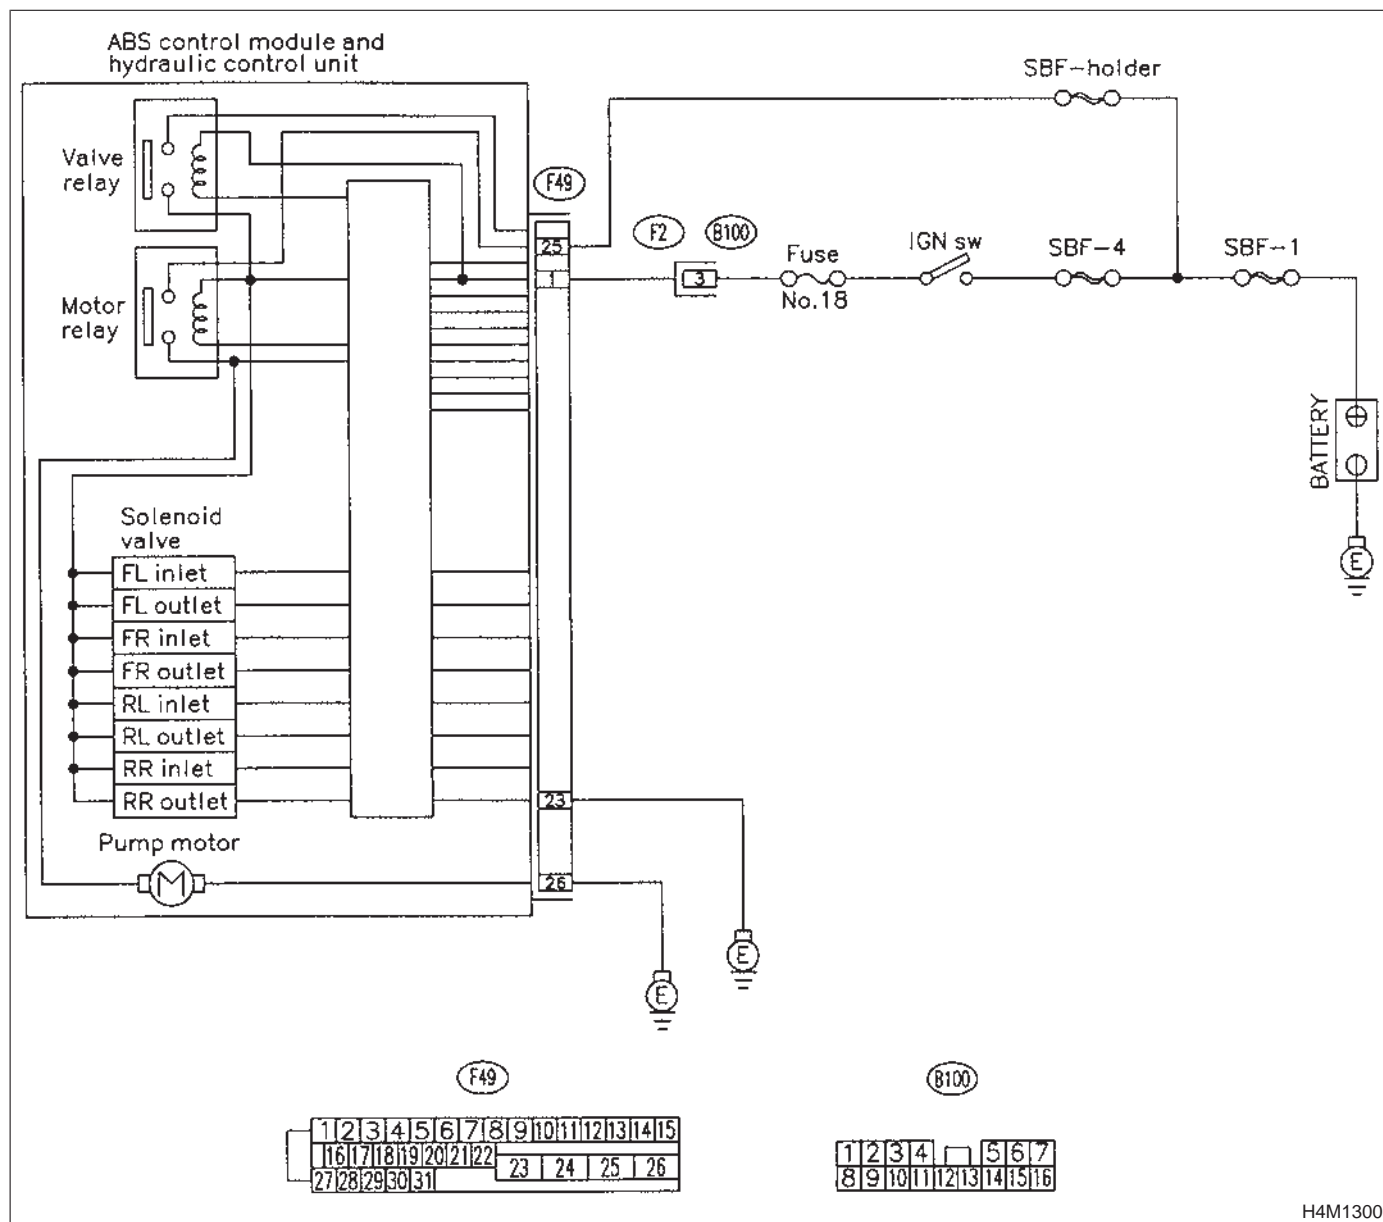 ABS control module and
hydraulic control unit
SBF-holder
Valve
relay
F49
25
F2
B100
Fuse
No.18
IGN sw
SBF-4
SBF-1
1
3
Motor
relay
BATTERY
E
Solenoid
valve
FL inlet
FL outlet
FR inlet
FR outlet
RL inlet
RL outlet
RR inlet
RR outlet
23
Pump motor
M
26
E
E
F49
B100
1 2 3 4 5 6 7 8 9 10 11 12 13 14 15
16 17 18 19 20 21 22 23 24 25 26
27 28 29 30 31
1 2 3 4 5 6 7
8 9 10 11 12 13 14 15 16
H4M1300